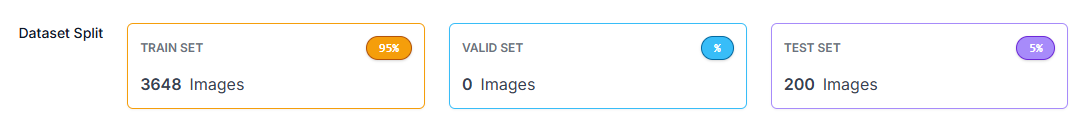 Dataset Split
TRAIN SET 95%
3648 Images
VALID SET %
0 Images
TEST SET 5%
200 Images